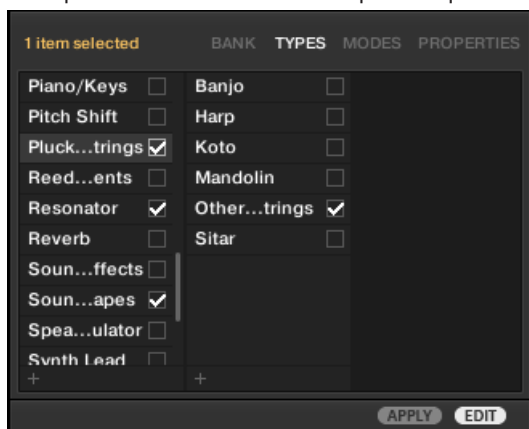 1 item selected BANK TYPES MODES PROPERTIES
Piano/Keys Banjo
Pitch Shift Harp
Pluck...trings Koto
Reed...ents Mandolin
Resonator Other...trings
Reverb Sitar
Soun...ffects
Soun...apes
Spea...ulator
Synth Lead
+ +
APPLY EDIT